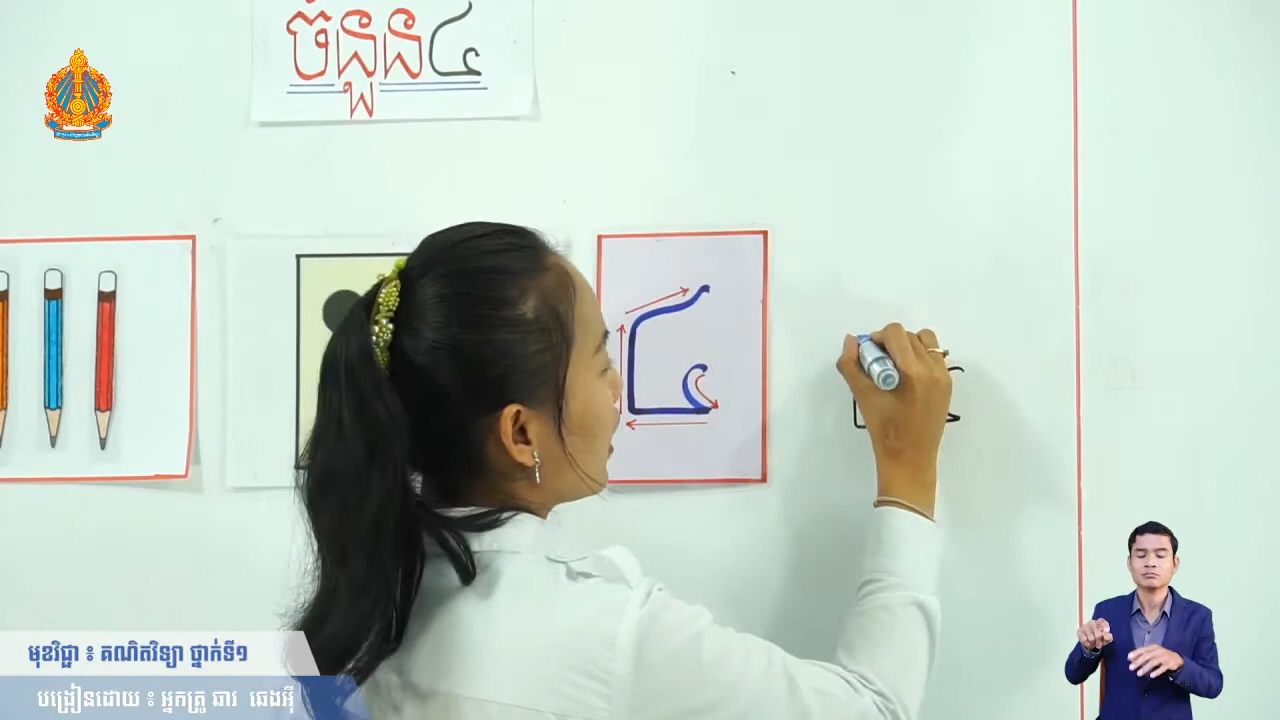 ចំនួន៤
៤
មុខវិជ្ជា ៖ គណិតវិទ្យា ថ្នាក់ទី១
បង្រៀនដោយ ៖ អ្នកគ្រូ ឆាវ ឆេងអុី